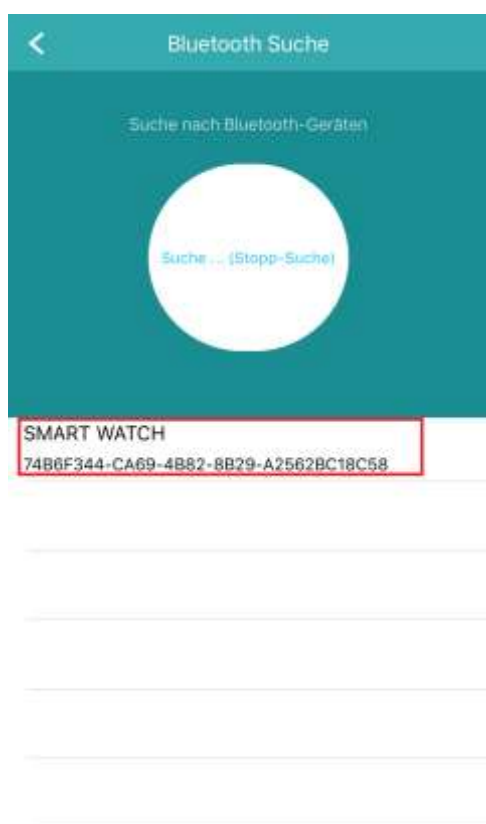 Bluetooth Suche
Suche nach Bluetooth-Geräten
Suche ... (Stopp-Suche)
SMART WATCH
74B6F344-CA69-4B82-8B29-A2562BC18C58